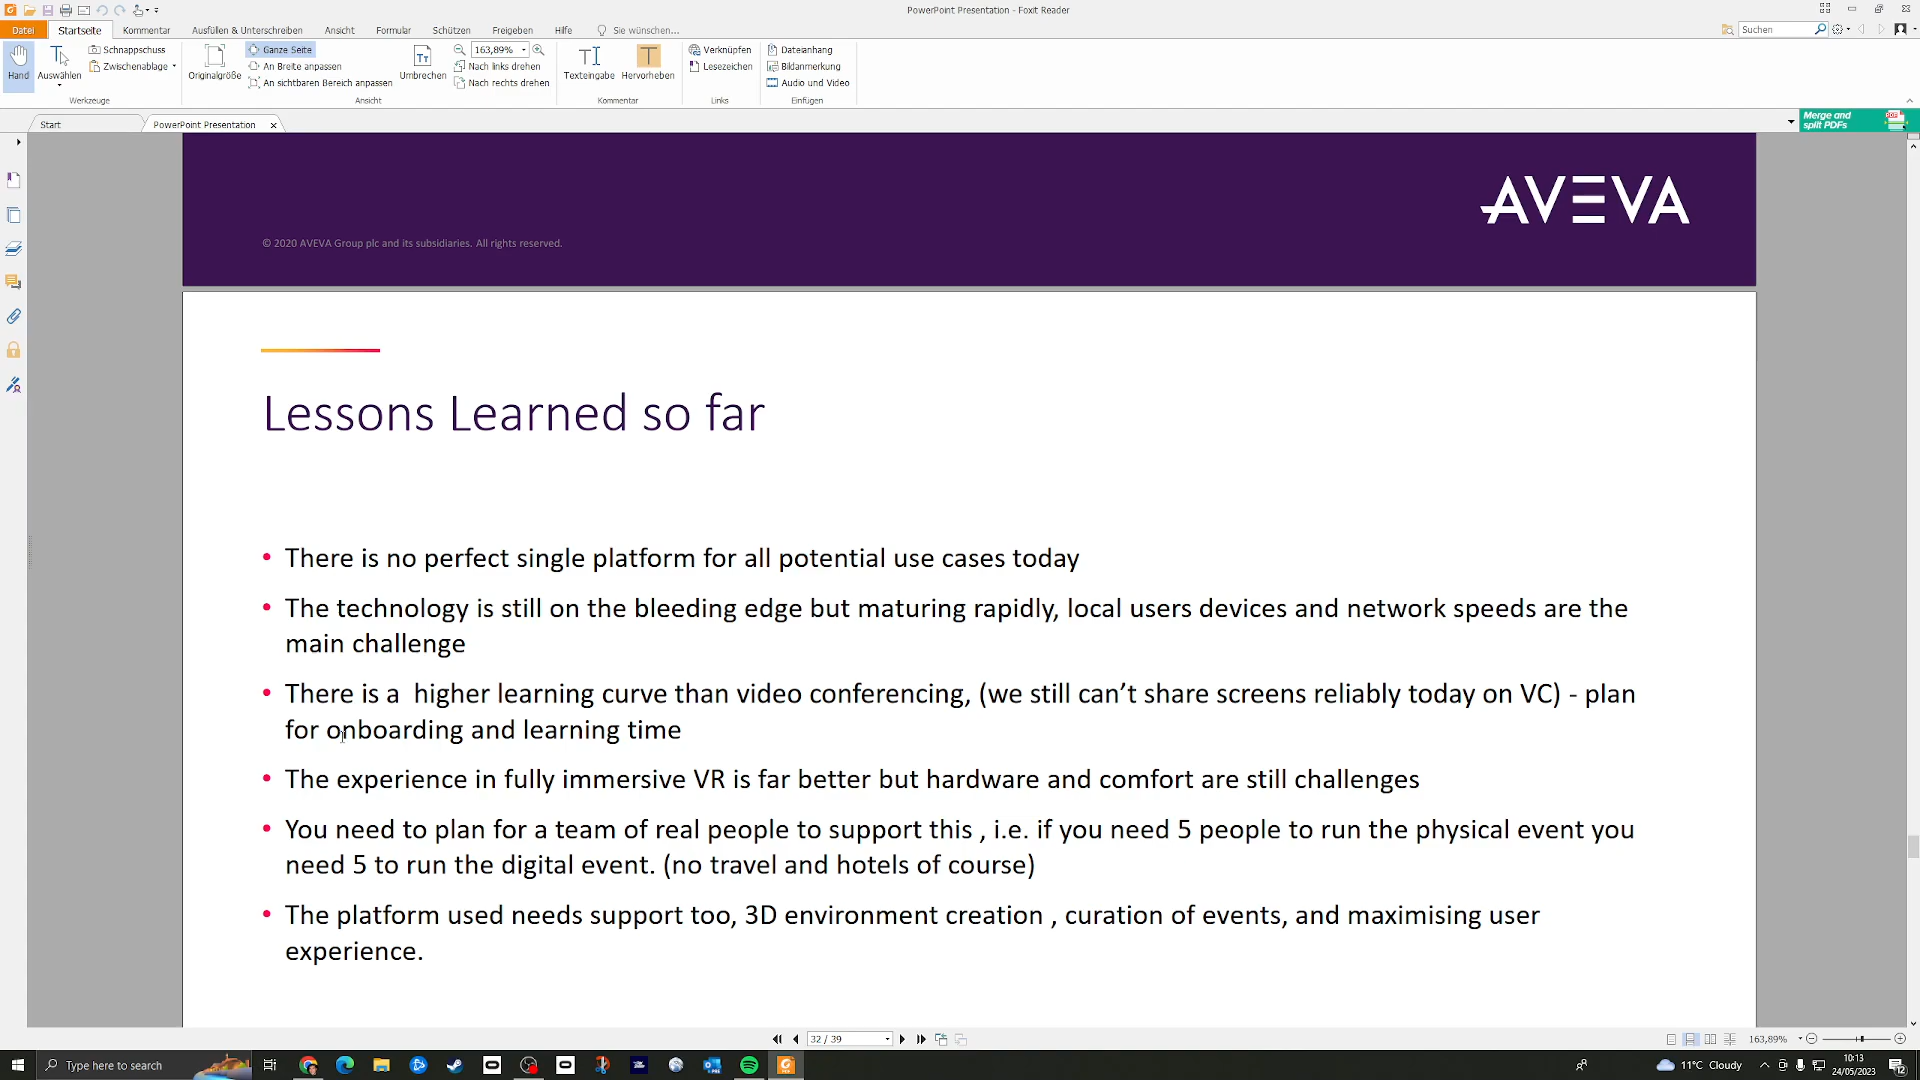 PowerPoint Presentation - Foxit Reader
Datei Startseite Kommentar Ausfüllen & Unterschreiben Ansicht Formular Schützen Freigeben Hilfe Sie wünschen... Suchen
Hand
Auswählen
Schnappschuss
Zwischenablage
Werkzeuge
Originalgröße
Ganze Seite
An Breite anpassen
An sichtbaren Bereich anpassen
Umbrechen
163,89%
Nach links drehen
Nach rechts drehen
Ansicht
Texteingabe
Hervorheben
Kommentar
Verknüpfen
Lesezeichen
Links
Dateianhang
Bildanmerkung
Audio und Video
Einfügen
Start PowerPoint Presentation
Merge and
split PDFs
AVEVA
© 2020 AVEVA Group plc and its subsidiaries. All rights reserved.
Lessons Learned so far
• There is no perfect single platform for all potential use cases today
• The technology is still on the bleeding edge but maturing rapidly, local users devices and network speeds are the
main challenge
• There is a  higher learning curve than video conferencing, (we still can’t share screens reliably today on VC) - plan
for onboarding and learning time
• The experience in fully immersive VR is far better but hardware and comfort are still challenges
• You need to plan for a team of real people to support this , i.e. if you need 5 people to run the physical event you
need 5 to run the digital event. (no travel and hotels of course)
• The platform used needs support too, 3D environment creation , curation of events, and maximising user
experience.
32 / 39 163,89%
Type here to search 11°C Cloudy 10:13
24/05/2023